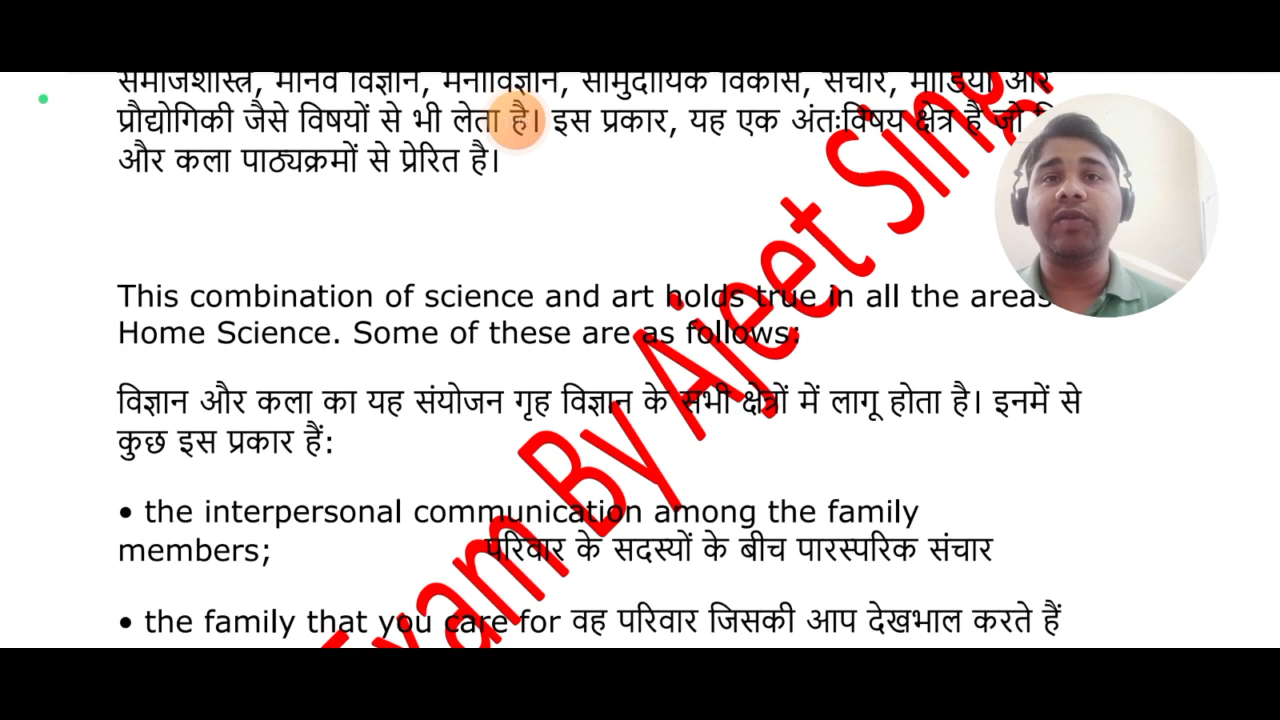 समाजशास्त्र, मानव विज्ञान, मनोविज्ञान, सामुदायिक विकास, संचार, मीडिया और
प्रौद्योगिकी जैसे विषयों से भी लेता है। इस प्रकार, यह एक अंतःविषय क्षेत्र है जो
और कला पाठ्यक्रमों से प्रेरित है।
This combination of science and art holds true in all the areas
Home Science. Some of these are as follows:
विज्ञान और कला का यह संयोजन गृह विज्ञान के सभी क्षेत्रों में लागू होता है। इनमें से
कुछ इस प्रकार हैं:
• the interpersonal communication among the family
members; परिवार के सदस्यों के बीच पारस्परिक संचार
• the family that you care for वह परिवार जिसकी आप देखभाल करते हैं
Exam By Ajeet Singh